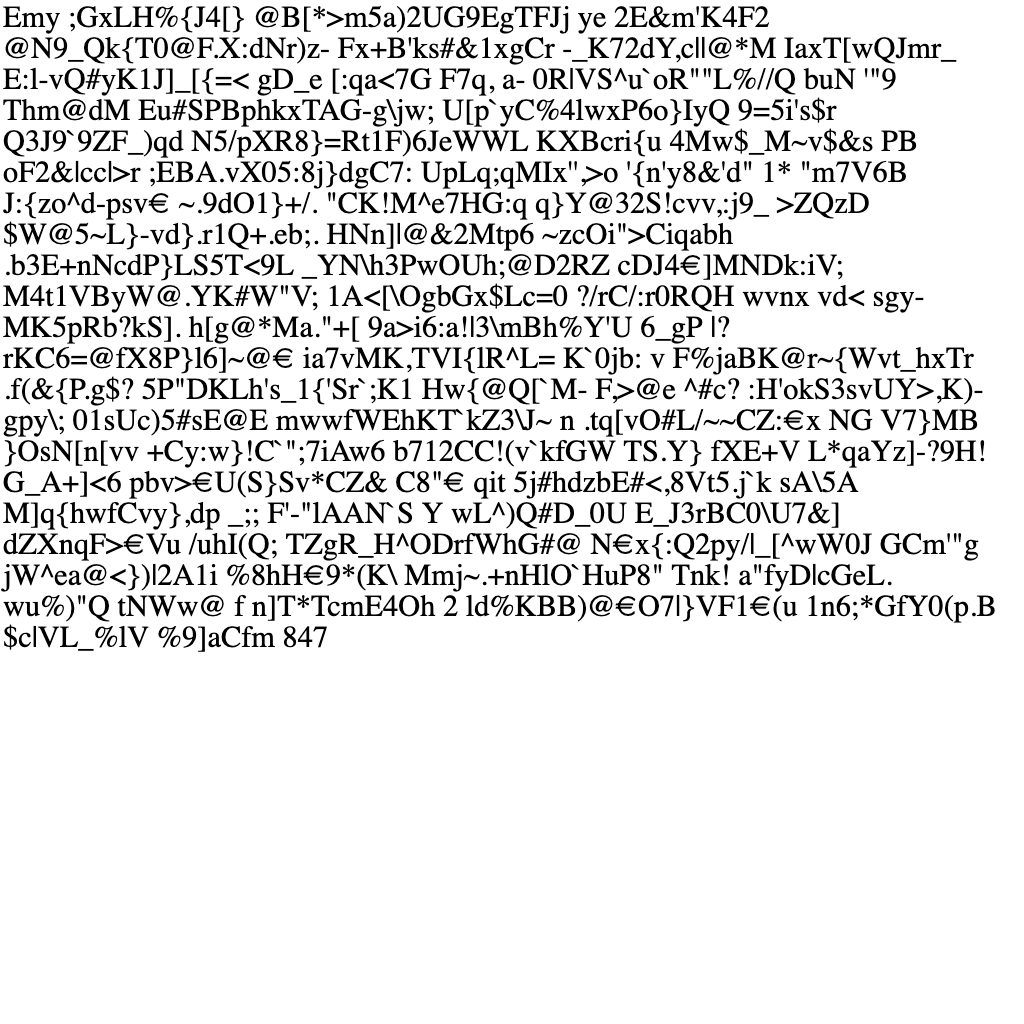 Emy ;GxLH%{J4[} @B[*>m5a)2UG9EgTFJj ye 2E&m'K4F2
@N9_Qk{T0@F.X:dNr)z- Fx+B'ks#&1xgCr -_K72dY,c||@*M IaxT[wQJmr_
E:l-vQ#yK1J]_[{=< gD_e [:qa<7G F7q, a- 0R|VS^u`oR""L%//Q buN '"9
Thm@dM Eu#SPBphkxTAG-g\jw; U[p`yC%4lwxP6o}IyQ 9=5i's$r
Q3J9`9ZF_)qd N5/pXR8}=Rt1F)6JeWWL KXBcri{u 4Mw$_M~v$&s PB
oF2&|cc|>r ;EBA.vX05:8j}dgC7: UpLq;qMIx",>o '{n'y8&'d" 1* "m7V6B
J:{zo^d-psv€ ~.9dO1}+/. "CK!M^e7HG:q q}Y@32S!cvv,:j9_ >ZQzD
$W@5~L}-vd}.r1Q+.eb;. HNn]|@&2Mtp6 ~zcOi">Ciqabh
.b3E+nNcdP}LS5T<9L _YN\h3PwOUh;@D2RZ cDJ4€]MNDk:iV;
M4t1VByW@.YK#W"V; 1A<[\OgbGx$Lc=0 ?/rC/:r0RQH wvnx vd< sgy-
MK5pRb?kS]. h[g@*Ma."+[ 9a>i6:a!|3\mBh%Y'U 6_gP |?
rKC6=@fX8P}l6]~@€ ia7vMK,TVI{lR^L= K`0jb: v F%jaBK@r~{Wvt_hxTr
.f(&{P.g$? 5P"DKLh's_1{'Sr`;K1 Hw{@Q[`M- F,>@e ^#c? :H'okS3svUY>,K)-
gpy\; 01sUc)5#sE@E mwwfWEhKT`kZ3\J~ n .tq[vO#L/~~CZ:€x NG V7}MB
}OsN[n[vv +Cy:w}!C`";7iAw6 b712CC!(v`kfGW TS.Y} fXE+V L*qaYz]-?9H!
G_A+]<6 pbv>€U(S}Sv*CZ& C8"€ qit 5j#hdzbE#<,8Vt5.j`k sA\5A
M]q{hwfCvy},dp _;; F'-"lAAN`S Y wL^)Q#D_0U E_J3rBC0\U7&]
dZXnqF>€Vu /uhI(Q; TZgR_H^ODrfWhG#@ N€x{:Q2py/|_[^wW0J GCm'"g
jW^ea@<})|2A1i %8hH€9*(K\ Mmj~.+nHlO`HuP8" Tnk! a"fyD|cGeL.
wu%)"Q tNWw@ f n]T*TcmE4Oh 2 ld%KBB)@€O7|}VF1€(u 1n6;*GfY0(p.B
$c|VL_%lV %9]aCfm 847